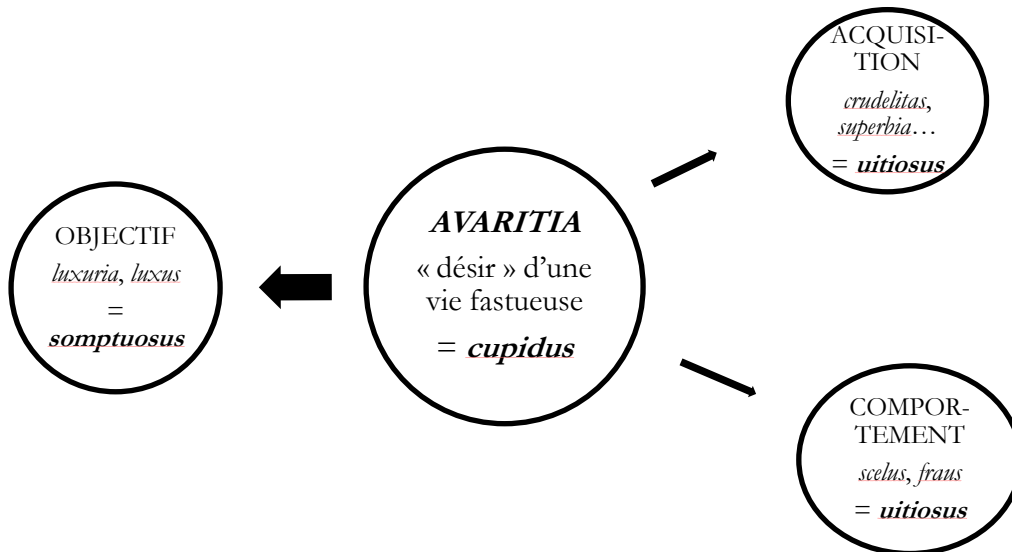 OBJECTIF
luxuria, luxus
=
somptuosus
AVARITIA
« désir » d’une
vie fastueuse
= cupidus
ACQUISI-
TION
crudelitas,
superbia…
= uitiosus
COMPOR-
TEMENT
scelus, fraus
= uitiosus